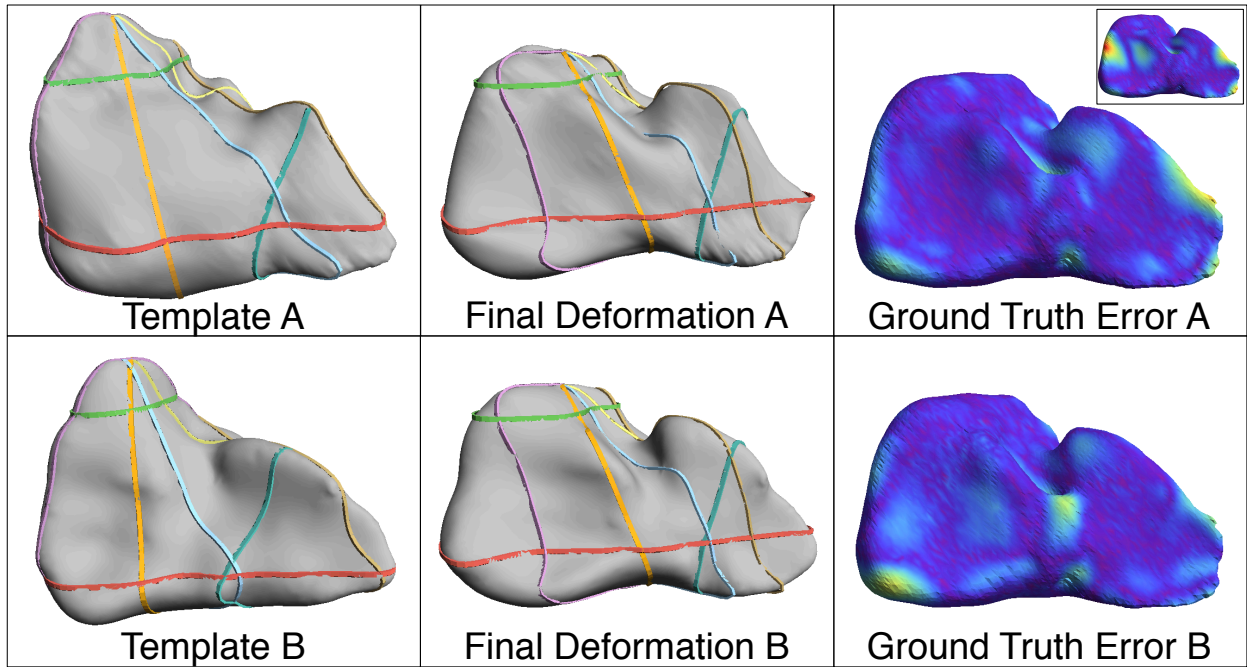 Template A
Final Deformation A
Ground Truth Error A
Template B
Final Deformation B
Ground Truth Error B